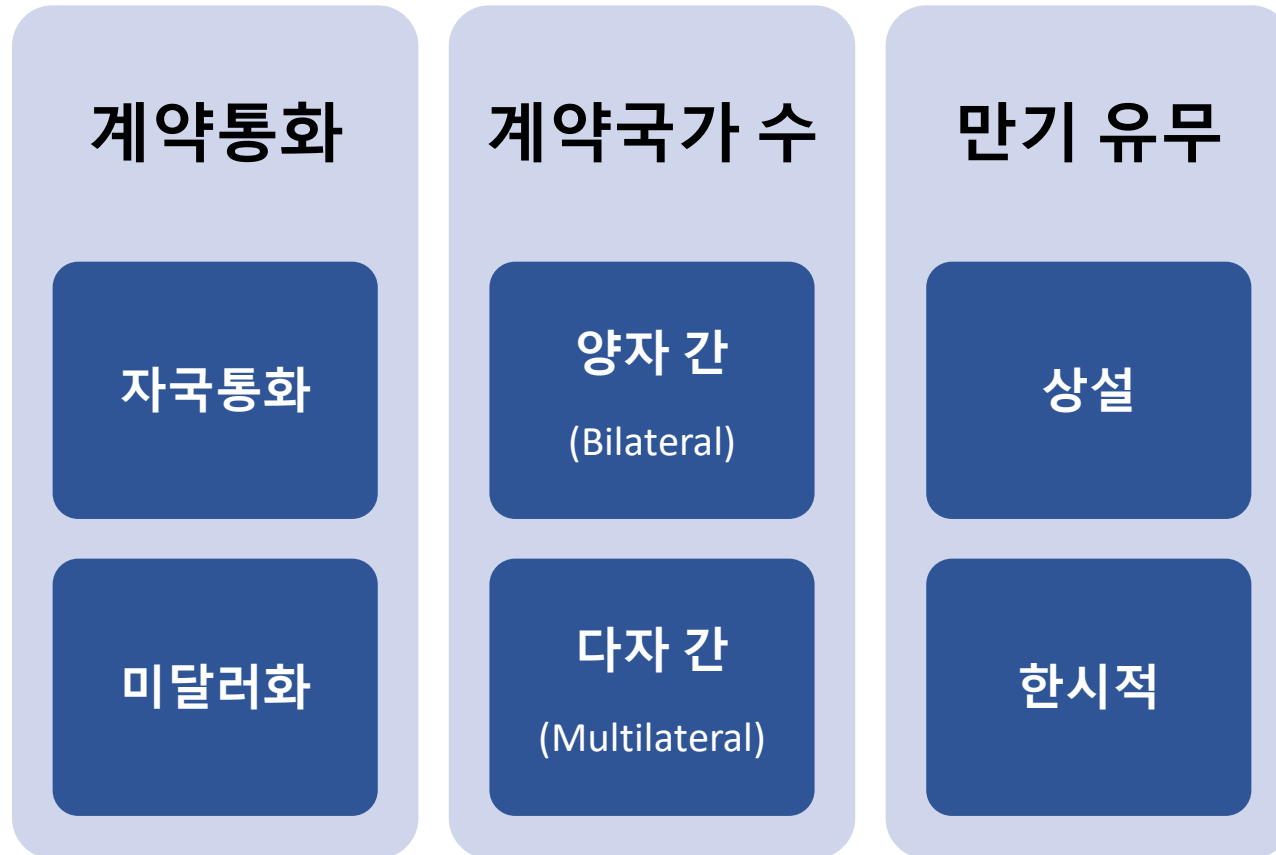 계약통화
자국통화
미달러화
계약국가 수
양자 간
(Bilateral)
다자 간
(Multilateral)
만기 유무
상설
한시적